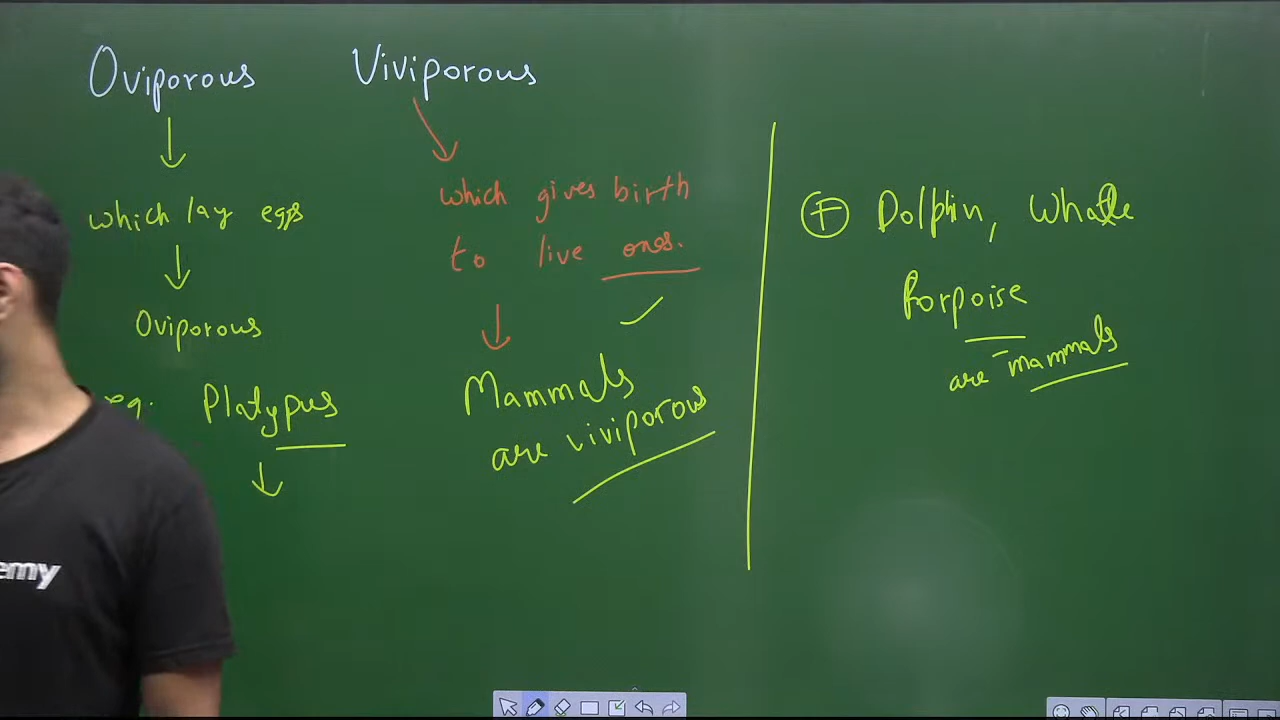 Oviporous
Viviporous
which lay eggs
Oviporous
eg. Platypus
which gives birth
to live ones.
Mammals
are viviporous
F Dolphin, Whale
Porpoise
are mammals
emy